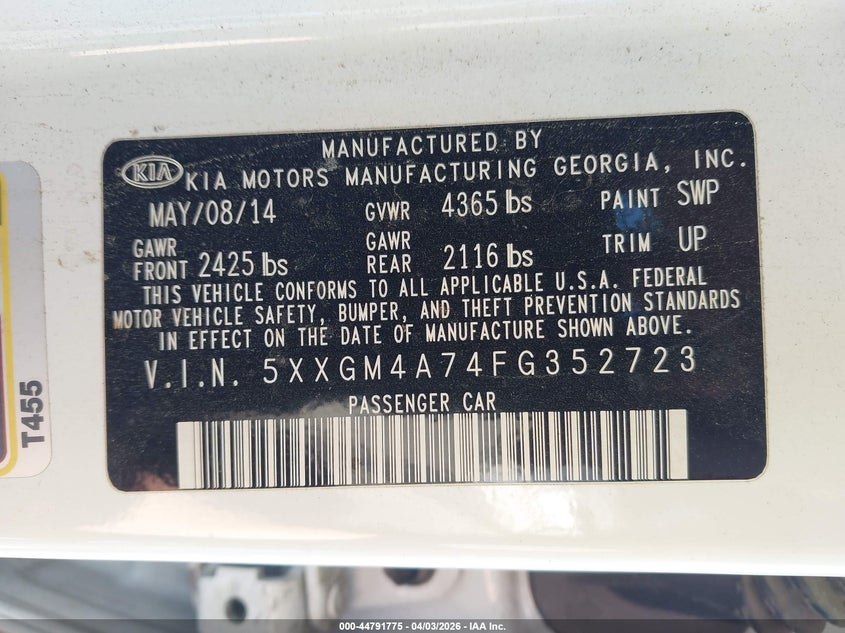 MANUFACTURED BY
KIA KIA MOTORS MANUFACTURING GEORGIA, INC.
MAY/08/14 GVWR 4365 lbs PAINT SWP
GAWR FRONT 2425 lbs GAWR REAR 2116 lbs TRIM UP
THIS VEHICLE CONFORMS TO ALL APPLICABLE U.S.A. FEDERAL
MOTOR VEHICLE SAFETY, BUMPER, AND THEFT PREVENTION STANDARDS
IN EFFECT ON THE DATE OF MANUFACTURE SHOWN ABOVE.
V.I.N. 5XXGM4A74FG352723
PASSENGER CAR
T455
000-44791775 | 04/03/2026 | IAA Inc.